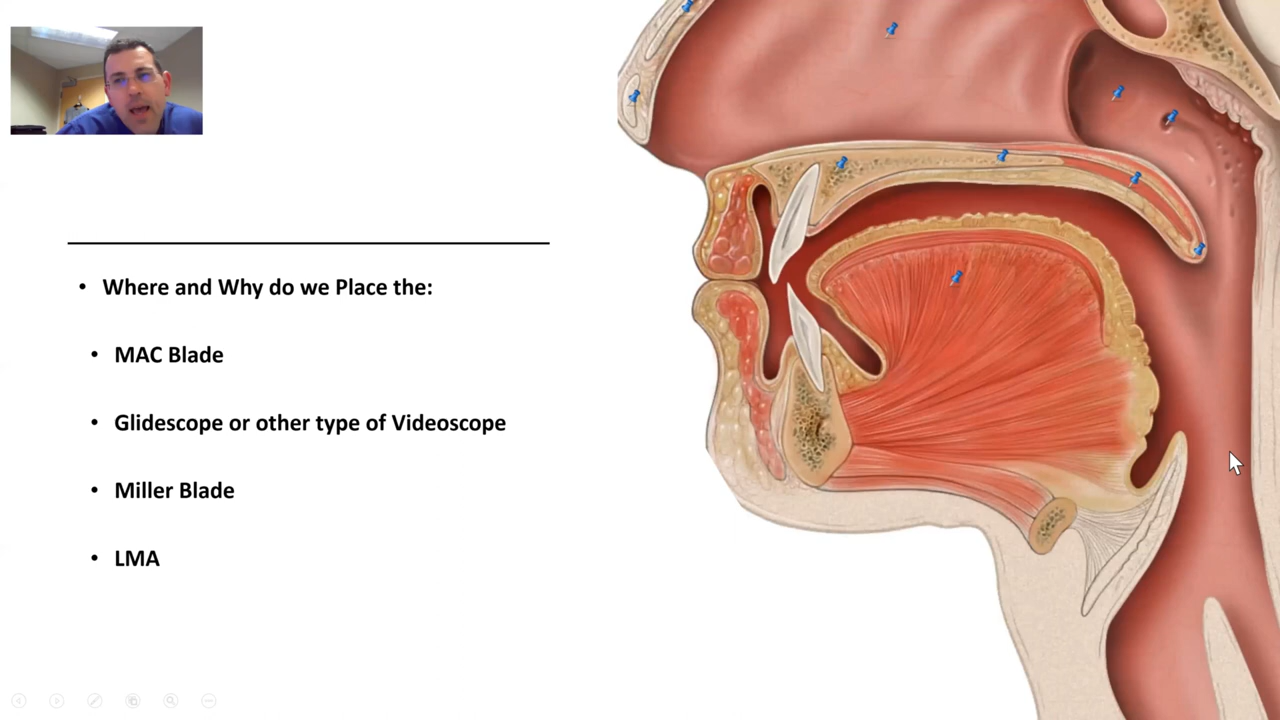 Where and Why do we Place the:
MAC Blade
Glidescope or other type of Videoscope
Miller Blade
LMA